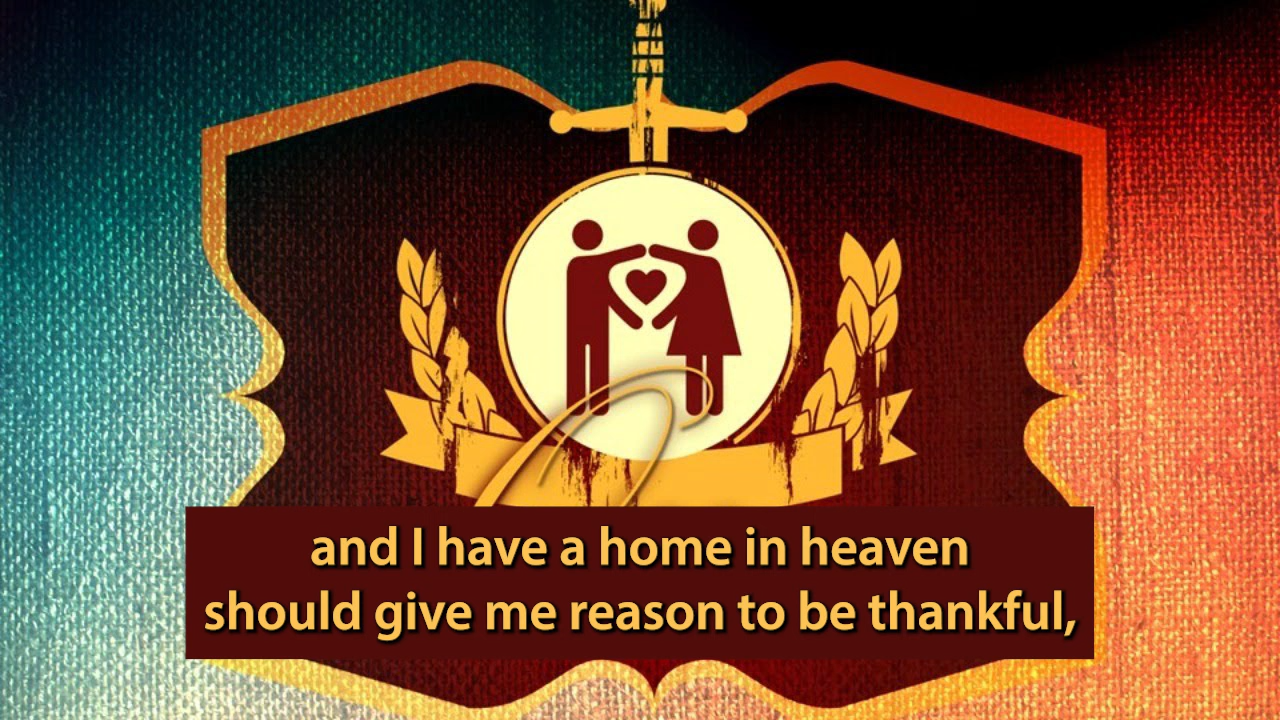 and I have a home in heaven
should give me reason to be thankful,